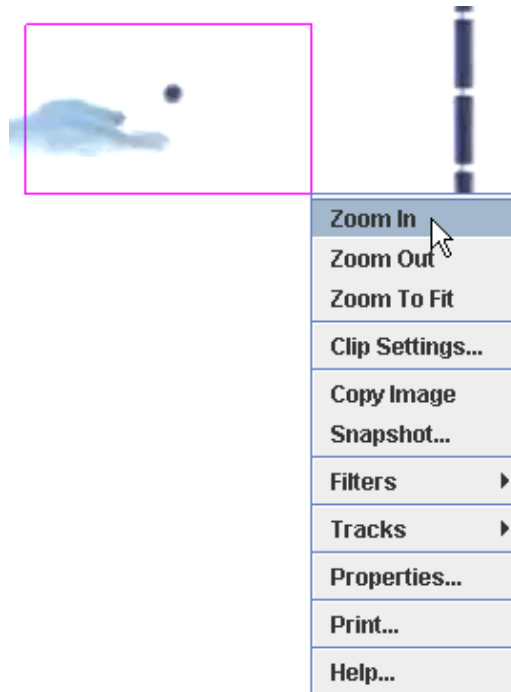 Zoom In
Zoom Out
Zoom To Fit
Clip Settings...
Copy Image
Snapshot...
Filters
Tracks
Properties...
Print...
Help...